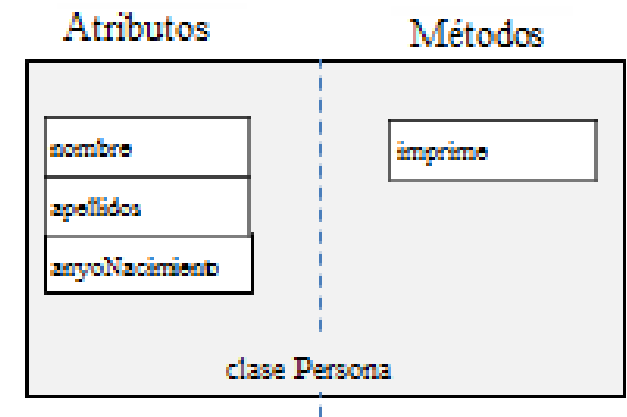 Atributos
Métodos
nombre
imprime
apellidos
anyoNacimiento
clase Persona